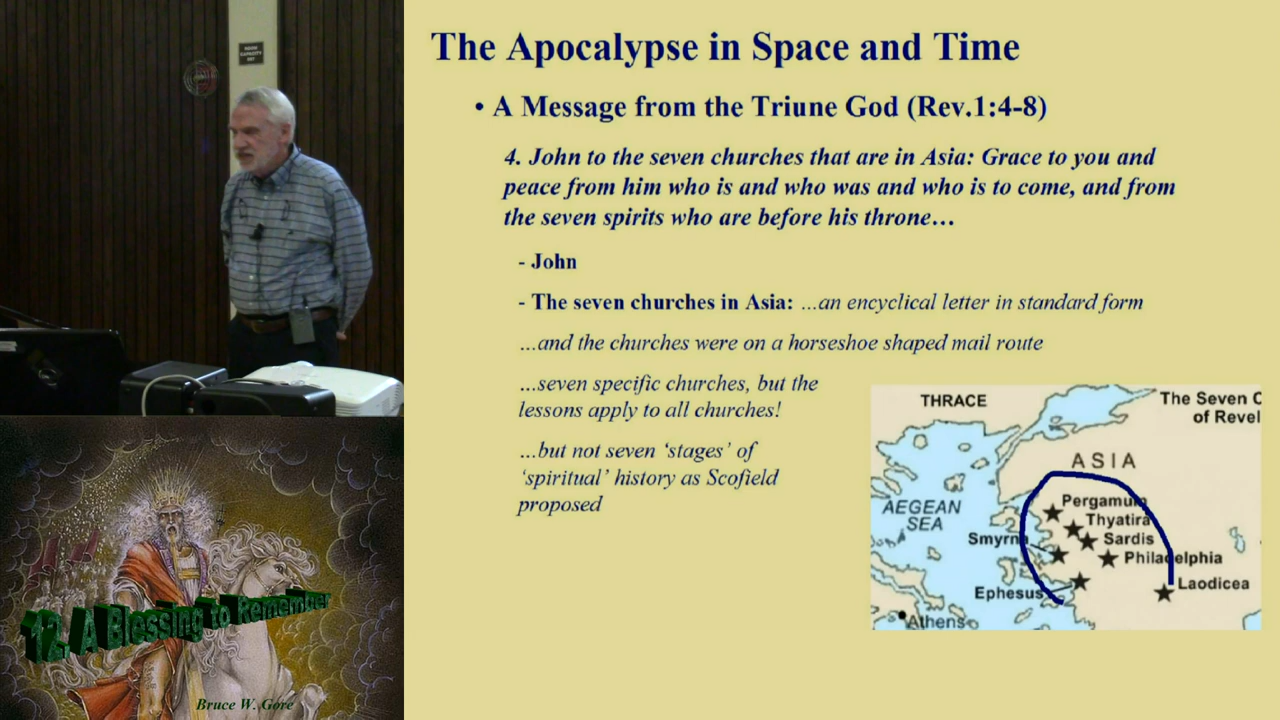 ROOM
CAPACITY
The Apocalypse in Space and Time
• A Message from the Triune God (Rev.1:4-8)
4. John to the seven churches that are in Asia: Grace to you and
peace from him who is and who was and who is to come, and from
the seven spirits who are before his throne…
- John
- The seven churches in Asia: …an encyclical letter in standard form
…and the churches were on a horseshoe shaped mail route
…seven specific churches, but the
lessons apply to all churches!
…but not seven ‘stages’ of
‘spiritual’ history as Scofield
proposed
THRACE
The Seven C
of Revel
ASIA
AEGEAN
SEA
Pergamum
Thyatira
Sardis
Smyrna
Philadelphia
Laodicea
Ephesus
Athens
12. A Blessing to Remember
Bruce W. Gore